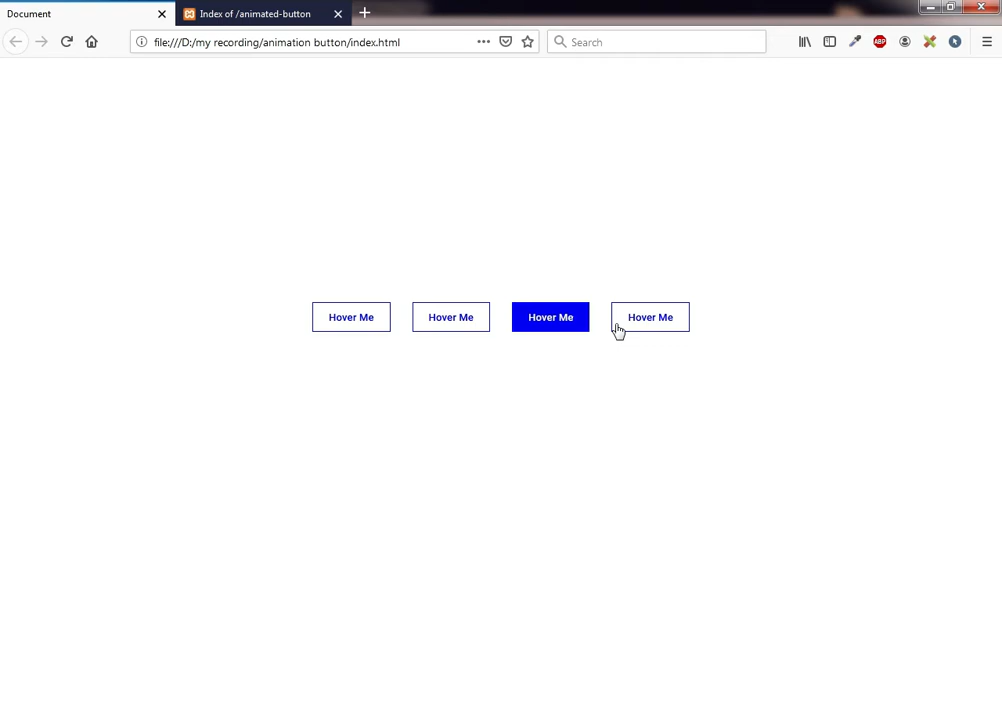 Document
Index of /animated-button
file:///D:/my recording/animation button/index.html
Search
ABP
Hover Me
Hover Me
Hover Me
Hover Me